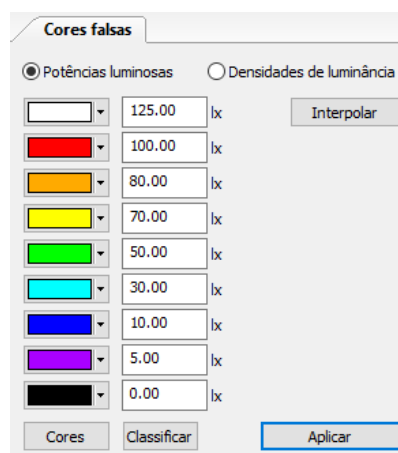 Cores falsas
Potências luminosas Densidades de luminância
125.00 lx Interpolar
100.00 lx
80.00 lx
70.00 lx
50.00 lx
30.00 lx
10.00 lx
5.00 lx
0.00 lx
Cores Classificar Aplicar